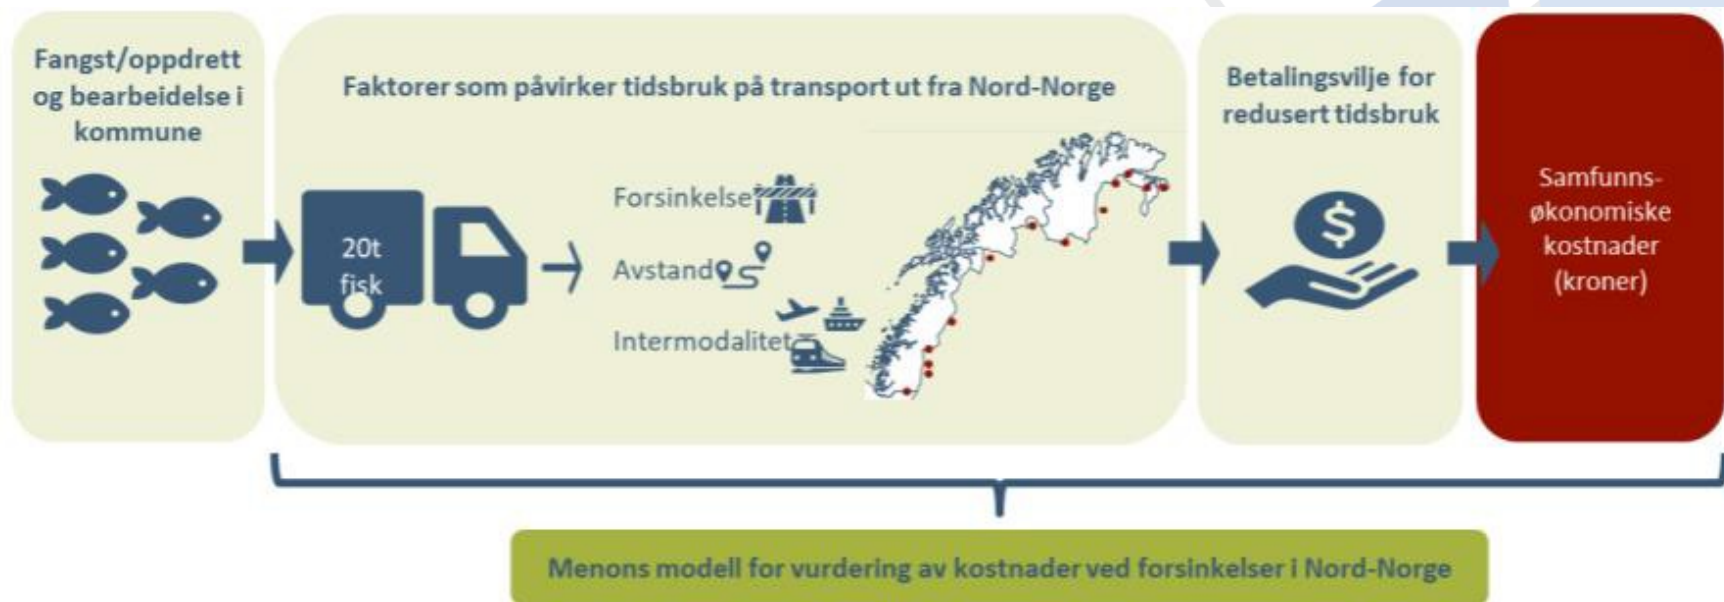 Fangst/oppdrett
og bearbeidelse i
kommune
Faktorer som påvirker tidsbruk på transport ut fra Nord-Norge
20t
fisk
Forsinkelse
Avstand
Intermodalitet
Betalingsvilje for
redusert tidsbruk
$
Samfunns-
økonomiske
kostnader
(kroner)
Menons modell for vurdering av kostnader ved forsinkelser i Nord-Norge